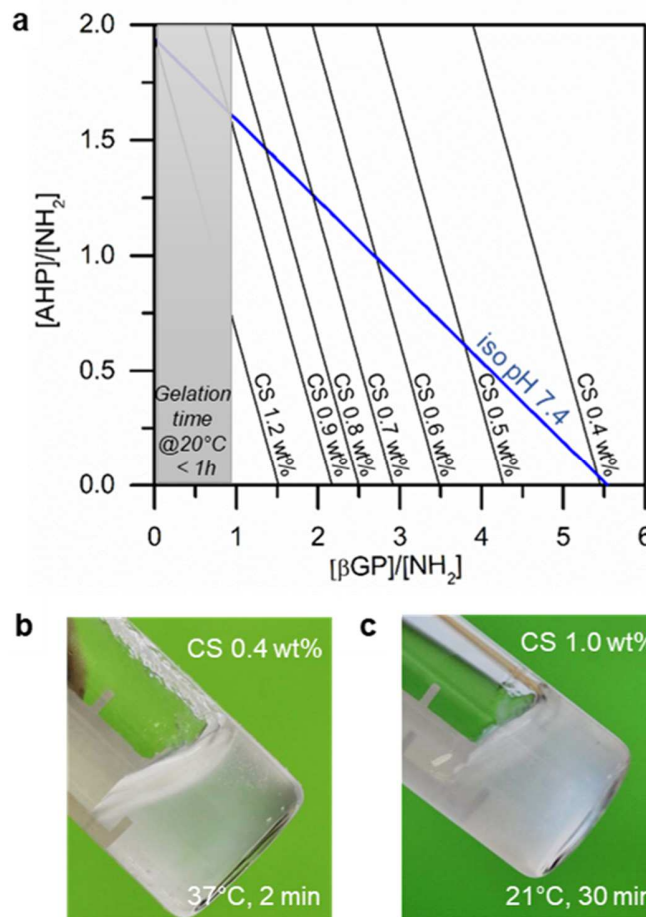 a
2.0
1.5
1.0
0.5
0.0
[AHP]/[NH₂]
Gelation
time
@20°C
< 1h
CS 1.2 wt%
CS 0.9 wt%
CS 0.8 wt%
CS 0.7 wt%
CS 0.6 wt%
CS 0.5 wt%
CS 0.4 wt%
iso pH 7.4
0 1 2 3 4 5 6
[βGP]/[NH₂]
b
CS 0.4 wt%
37°C, 2 min
c
CS 1.0 wt%
21°C, 30 min